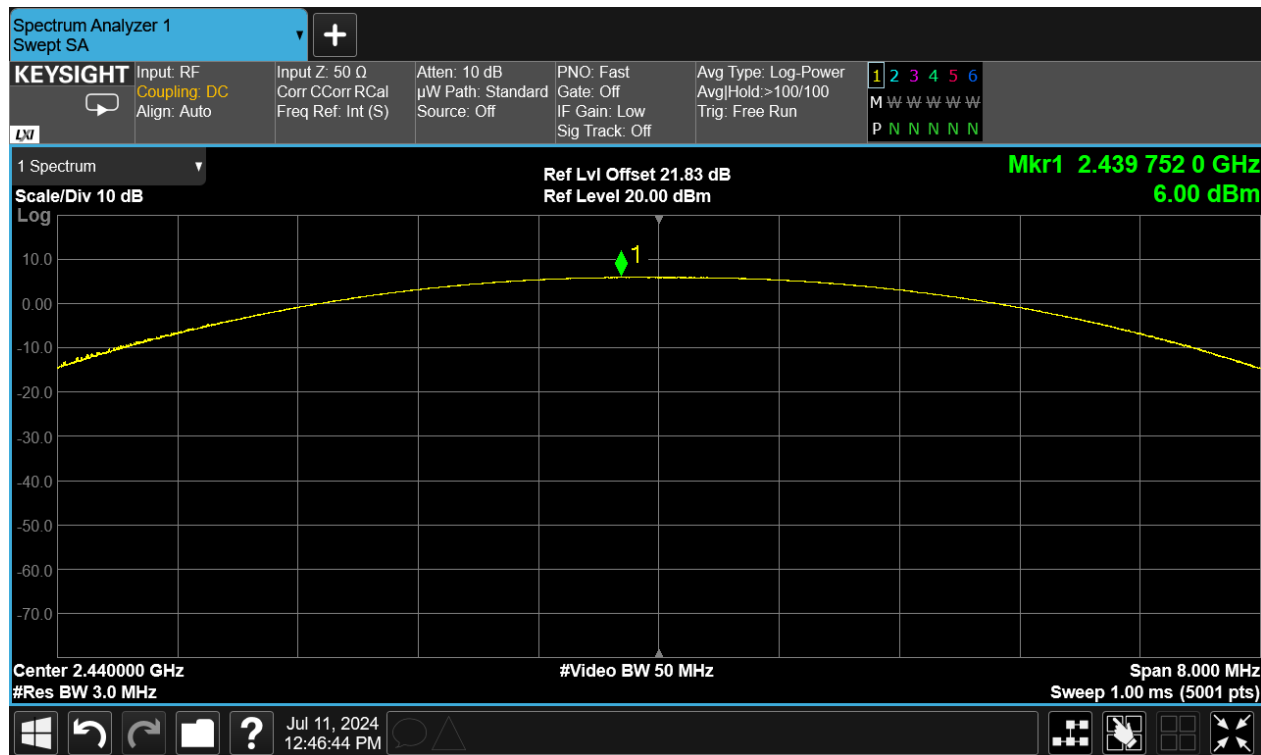 Spectrum Analyzer 1
Swept SA
KEYSIGHT
LXI
Input: RF
Coupling: DC
Align: Auto
Input Z: 50 Ω
Corr CCorr RCal
Freq Ref: Int (S)
Atten: 10 dB
µW Path: Standard
Source: Off
PNO: Fast
Gate: Off
IF Gain: Low
Sig Track: Off
Avg Type: Log-Power
Avg|Hold:>100/100
Trig: Free Run
1 2 3 4 5 6
M W W W W W
P N N N N N
1 Spectrum
Scale/Div 10 dB
Ref Lvl Offset 21.83 dB
Ref Level 20.00 dBm
Mkr1 2.439 752 0 GHz
6.00 dBm
Log
1
10.0
0.00
-10.0
-20.0
-30.0
-40.0
-50.0
-60.0
-70.0
Center 2.440000 GHz
#Video BW 50 MHz
Span 8.000 MHz
#Res BW 3.0 MHz
Sweep 1.00 ms (5001 pts)
?
Jul 11, 2024
12:46:44 PM